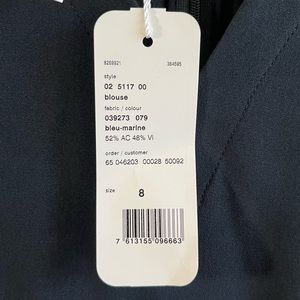 8269921 384595
style
02 5117 00
blouse
fabric / colour
039273 079
bleu-marine
52% AC 48% VI
order / customer
65 046203 00028 50092
size
8
7 613155 096663